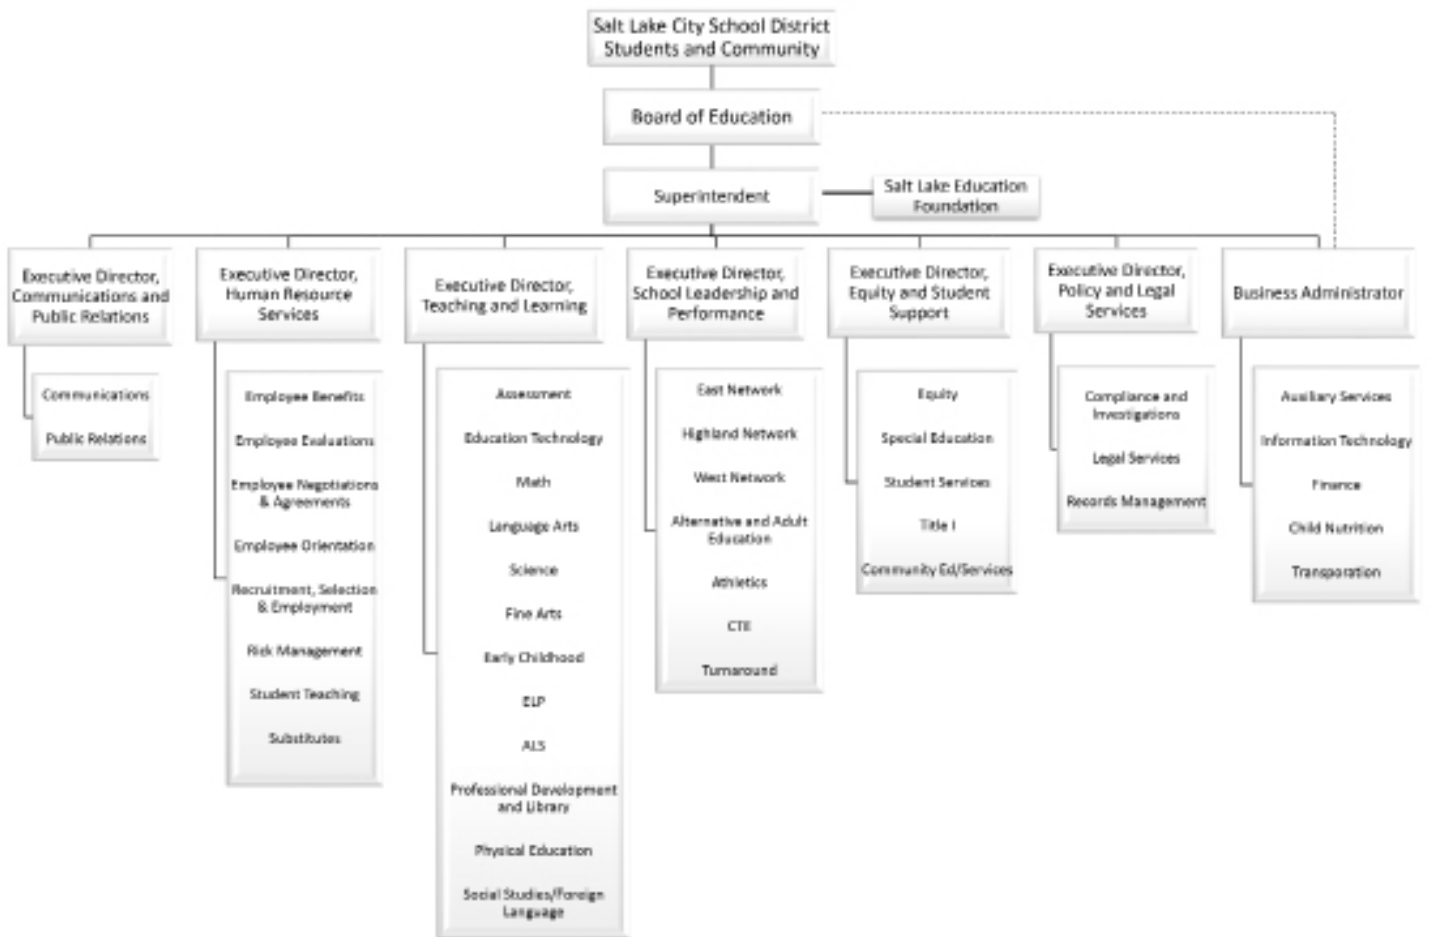 Salt Lake City School District
Students and Community
Board of Education
Superintendent
Salt Lake Education
Foundation
Executive Director,
Communications and
Public Relations
Executive Director,
Human Resource
Services
Executive Director,
Teaching and Learning
Executive Director,
School Leadership and
Performance
Executive Director,
Equity and Student
Support
Executive Director,
Policy and Legal
Services
Business Administrator
Communications
Public Relations
Employee Benefits
Employee Evaluations
Employee Negotiations
& Agreements
Employee Orientation
Recruitment, Selection
& Employment
Risk Management
Student Teaching
Substitutes
Assessment
Education Technology
Math
Language Arts
Science
Fine Arts
Early Childhood
ELP
ALS
Professional Development
and Library
Physical Education
Social Studies/Foreign
Language
East Network
Highland Network
West Network
Alternative and Adult
Education
Athletics
CTE
Turnaround
Equity
Special Education
Student Services
Title I
Community Ed/Services
Compliance and
Investigations
Legal Services
Records Management
Auxiliary Services
Information Technology
Finance
Child Nutrition
Transporation